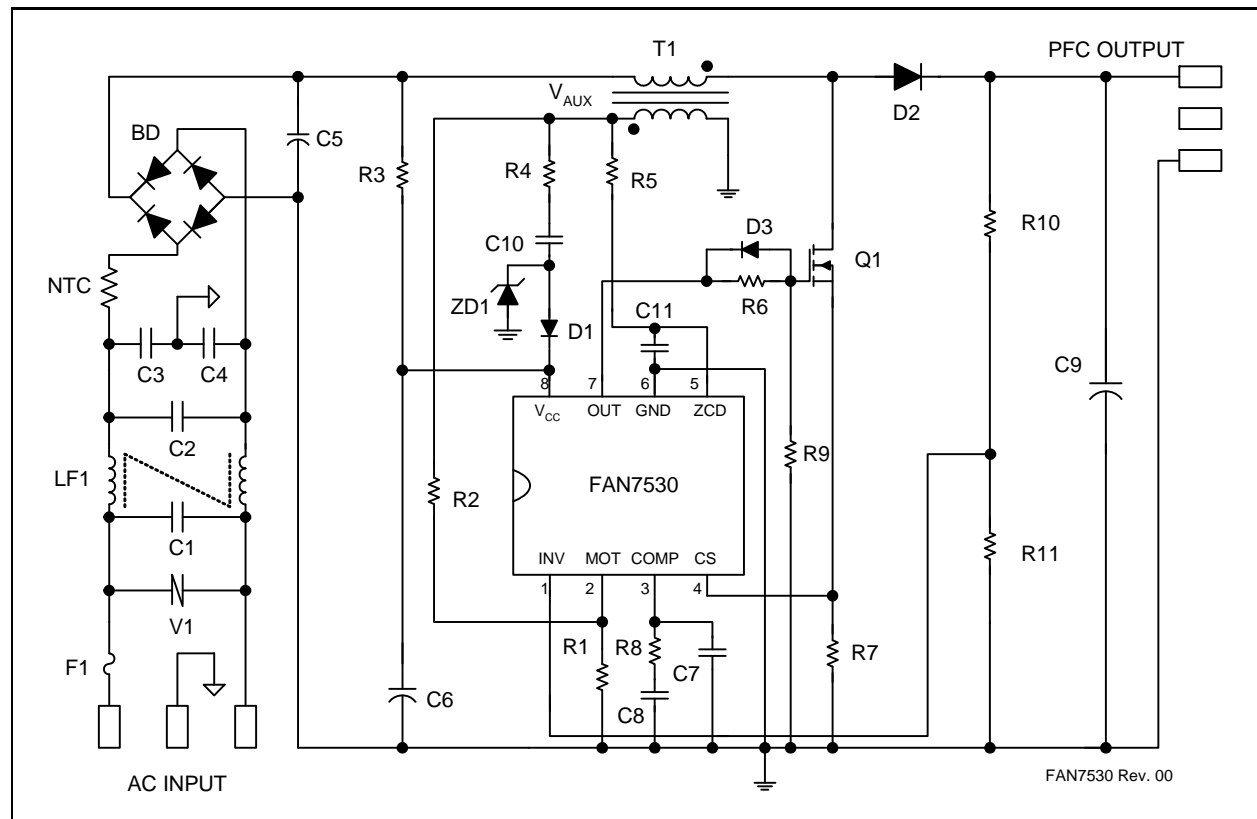 T1
PFC OUTPUT
VAUX
D2
BD
C5
R3
R4
R5
R10
D3
C10
Q1
NTC
R6
ZD1
C11
D1
C3
C4
C9
8
7
6
5
VCC
OUT
GND
ZCD
C2
R9
LF1
FAN7530
R2
C1
R11
INV
MOT
COMP
CS
1
2
3
4
V1
R1
R8
R7
F1
C7
C6
C8
AC INPUT
FAN7530 Rev. 00